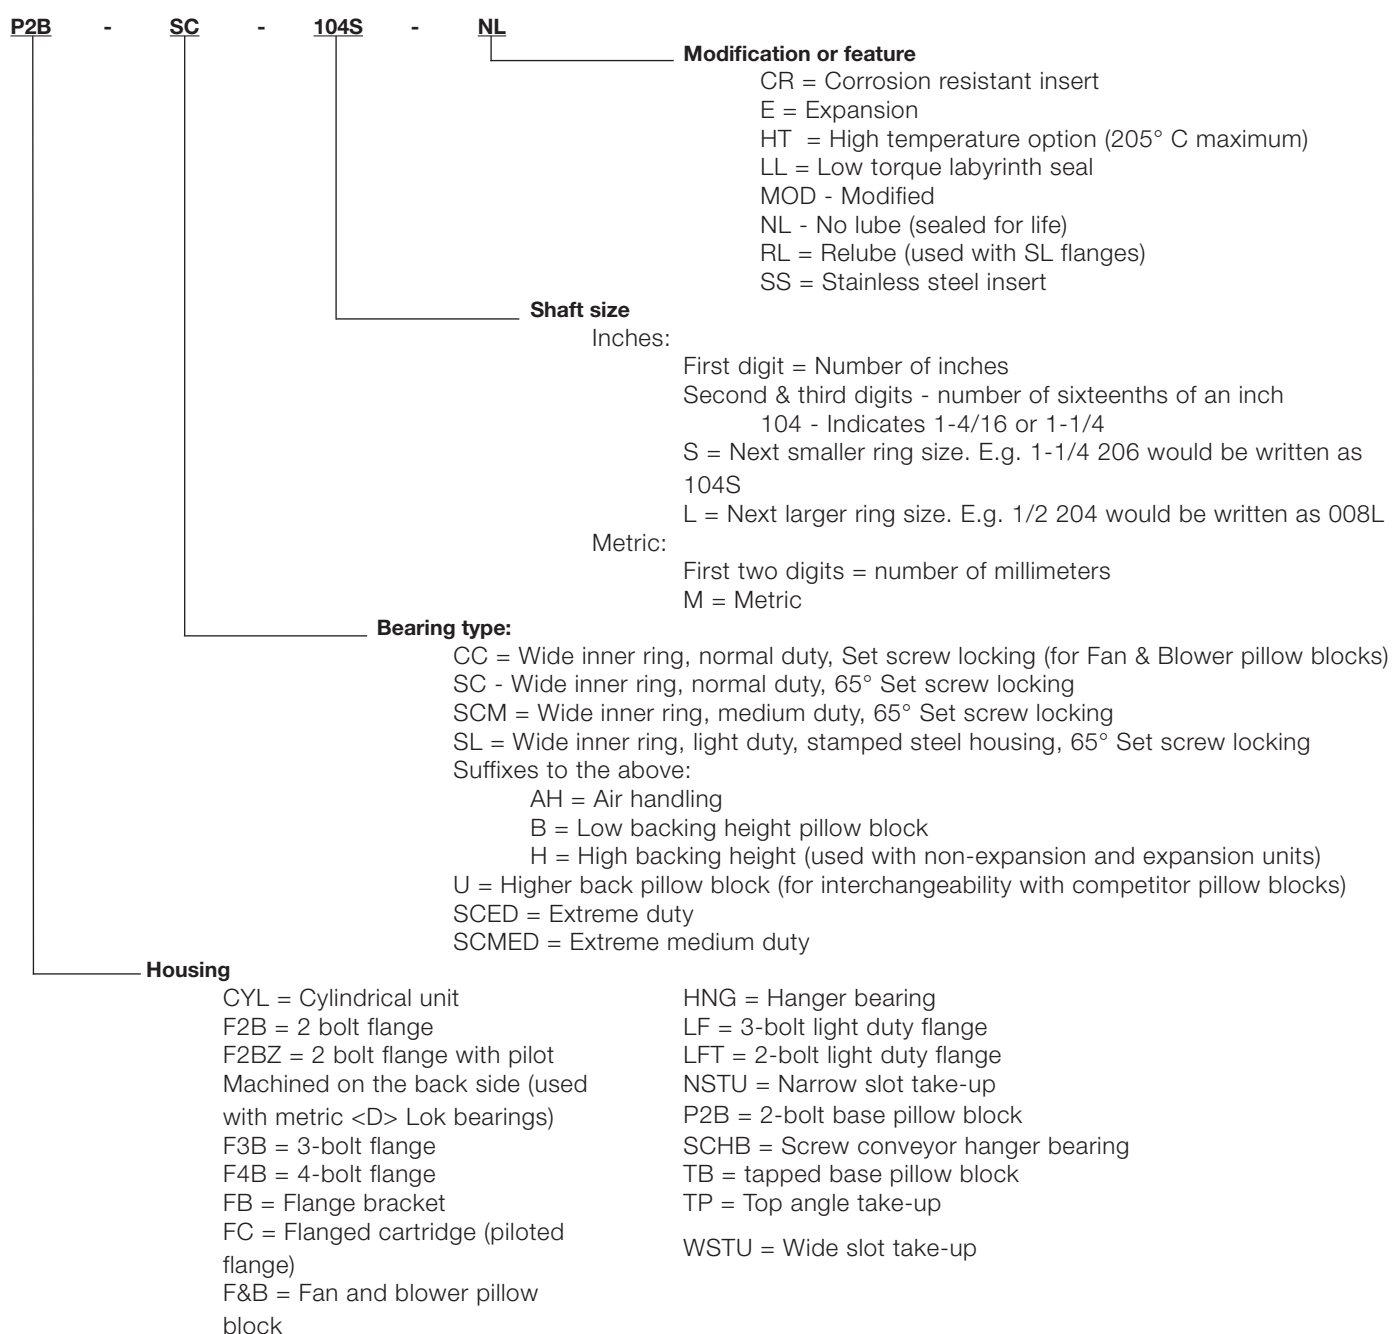 P2B - SC - 104S - NL
Modification or feature
CR = Corrosion resistant insert
E = Expansion
HT = High temperature option (205° C maximum)
LL = Low torque labyrinth seal
MOD - Modified
NL - No lube (sealed for life)
RL = Relube (used with SL flanges)
SS = Stainless steel insert
Shaft size
Inches:
First digit = Number of inches
Second & third digits - number of sixteenths of an inch
104 - Indicates 1-4/16 or 1-1/4
S = Next smaller ring size. E.g. 1-1/4 206 would be written as
104S
L = Next larger ring size. E.g. 1/2 204 would be written as 008L
Metric:
First two digits = number of millimeters
M = Metric
Bearing type:
CC = Wide inner ring, normal duty, Set screw locking (for Fan & Blower pillow blocks)
SC - Wide inner ring, normal duty, 65° Set screw locking
SCM = Wide inner ring, medium duty, 65° Set screw locking
SL = Wide inner ring, light duty, stamped steel housing, 65° Set screw locking
Suffixes to the above:
AH = Air handling
B = Low backing height pillow block
H = High backing height (used with non-expansion and expansion units)
U = Higher back pillow block (for interchangeability with competitor pillow blocks)
SCED = Extreme duty
SCMED = Extreme medium duty
Housing
CYL = Cylindrical unit
F2B = 2 bolt flange
F2BZ = 2 bolt flange with pilot
Machined on the back side (used
with metric <D> Lok bearings)
F3B = 3-bolt flange
F4B = 4-bolt flange
FB = Flange bracket
FC = Flanged cartridge (piloted
flange)
F&B = Fan and blower pillow
block
HNG = Hanger bearing
LF = 3-bolt light duty flange
LFT = 2-bolt light duty flange
NSTU = Narrow slot take-up
P2B = 2-bolt base pillow block
SCHB = Screw conveyor hanger bearing
TB = tapped base pillow block
TP = Top angle take-up
WSTU = Wide slot take-up